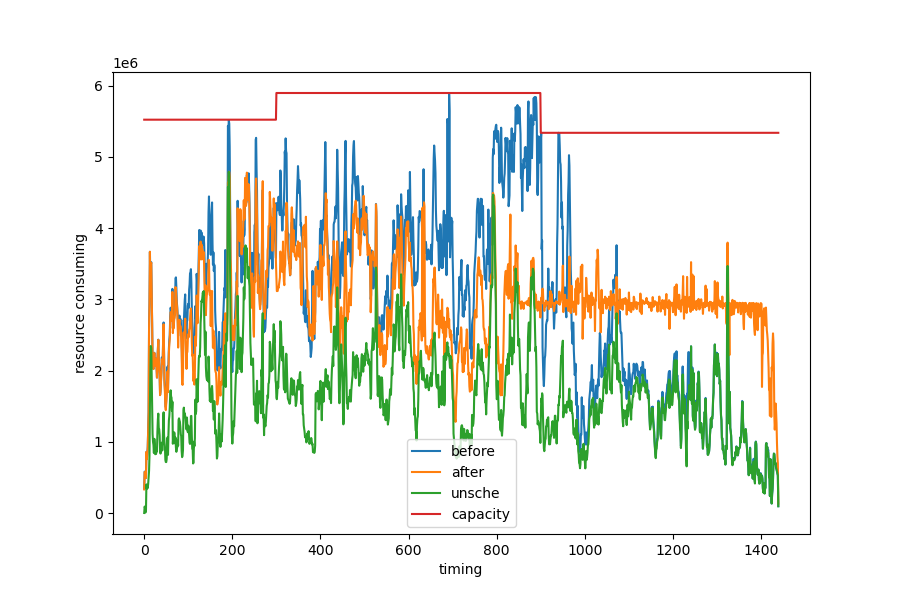 1e6
6
5
4
3
2
1
0
resource consuming
before
after
unsche
capacity
0 200 400 600 800 1000 1200 1400
timing